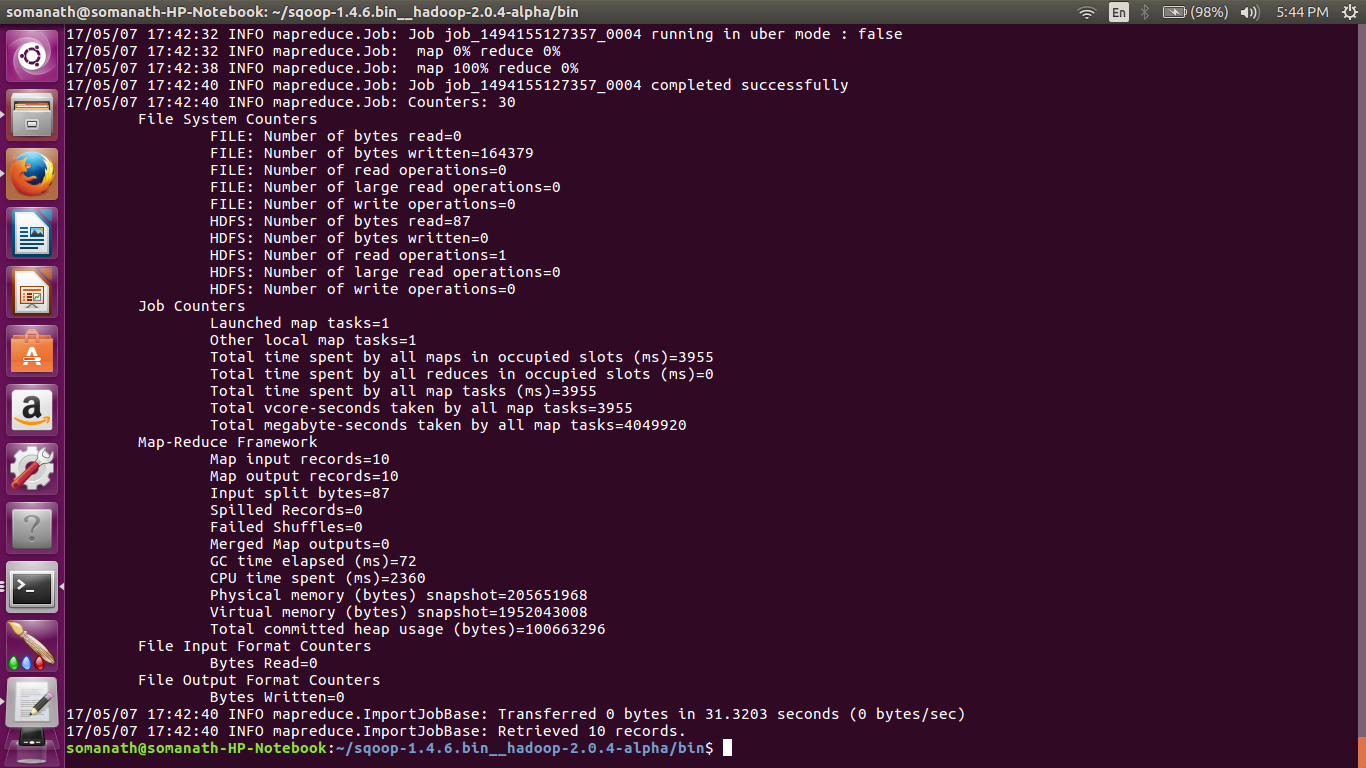 somanath@somanath-HP-Notebook: ~/sqoop-1.4.6.bin__hadoop-2.0.4-alpha/bin En (98%) 5:44 PM
17/05/07 17:42:32 INFO mapreduce.Job: Job job_1494155127357_0004 running in uber mode : false
17/05/07 17:42:32 INFO mapreduce.Job:  map 0% reduce 0%
17/05/07 17:42:38 INFO mapreduce.Job:  map 100% reduce 0%
17/05/07 17:42:40 INFO mapreduce.Job: Job job_1494155127357_0004 completed successfully
17/05/07 17:42:40 INFO mapreduce.Job: Counters: 30
File System Counters
FILE: Number of bytes read=0
FILE: Number of bytes written=164379
FILE: Number of read operations=0
FILE: Number of large read operations=0
FILE: Number of write operations=0
HDFS: Number of bytes read=87
HDFS: Number of bytes written=0
HDFS: Number of read operations=1
HDFS: Number of large read operations=0
HDFS: Number of write operations=0
Job Counters
Launched map tasks=1
Other local map tasks=1
Total time spent by all maps in occupied slots (ms)=3955
Total time spent by all reduces in occupied slots (ms)=0
Total time spent by all map tasks (ms)=3955
Total vcore-seconds taken by all map tasks=3955
Total megabyte-seconds taken by all map tasks=4049920
Map-Reduce Framework
Map input records=10
Map output records=10
Input split bytes=87
Spilled Records=0
Failed Shuffles=0
Merged Map outputs=0
GC time elapsed (ms)=72
CPU time spent (ms)=2360
Physical memory (bytes) snapshot=205651968
Virtual memory (bytes) snapshot=1952043008
Total committed heap usage (bytes)=100663296
File Input Format Counters
Bytes Read=0
File Output Format Counters
Bytes Written=0
17/05/07 17:42:40 INFO mapreduce.ImportJobBase: Transferred 0 bytes in 31.3203 seconds (0 bytes/sec)
17/05/07 17:42:40 INFO mapreduce.ImportJobBase: Retrieved 10 records.
somanath@somanath-HP-Notebook:~/sqoop-1.4.6.bin__hadoop-2.0.4-alpha/bin$